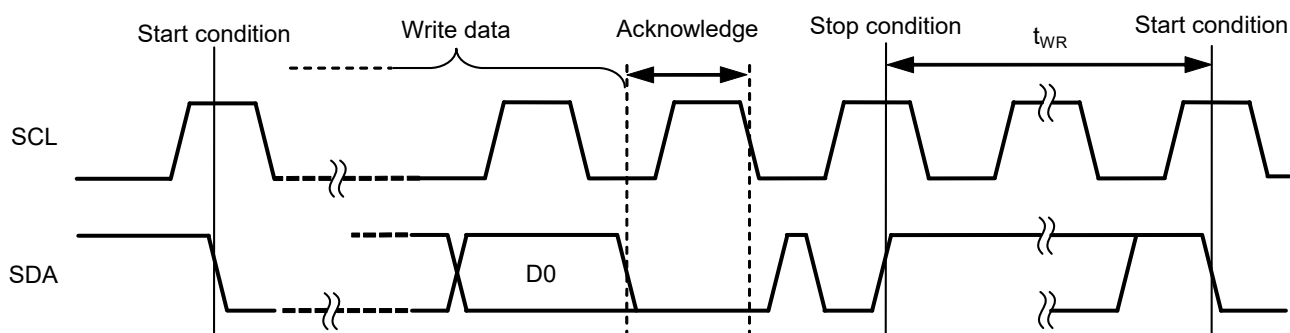 Start condition
Write data
Acknowledge
Stop condition
tWR
Start condition
SCL
SDA
D0